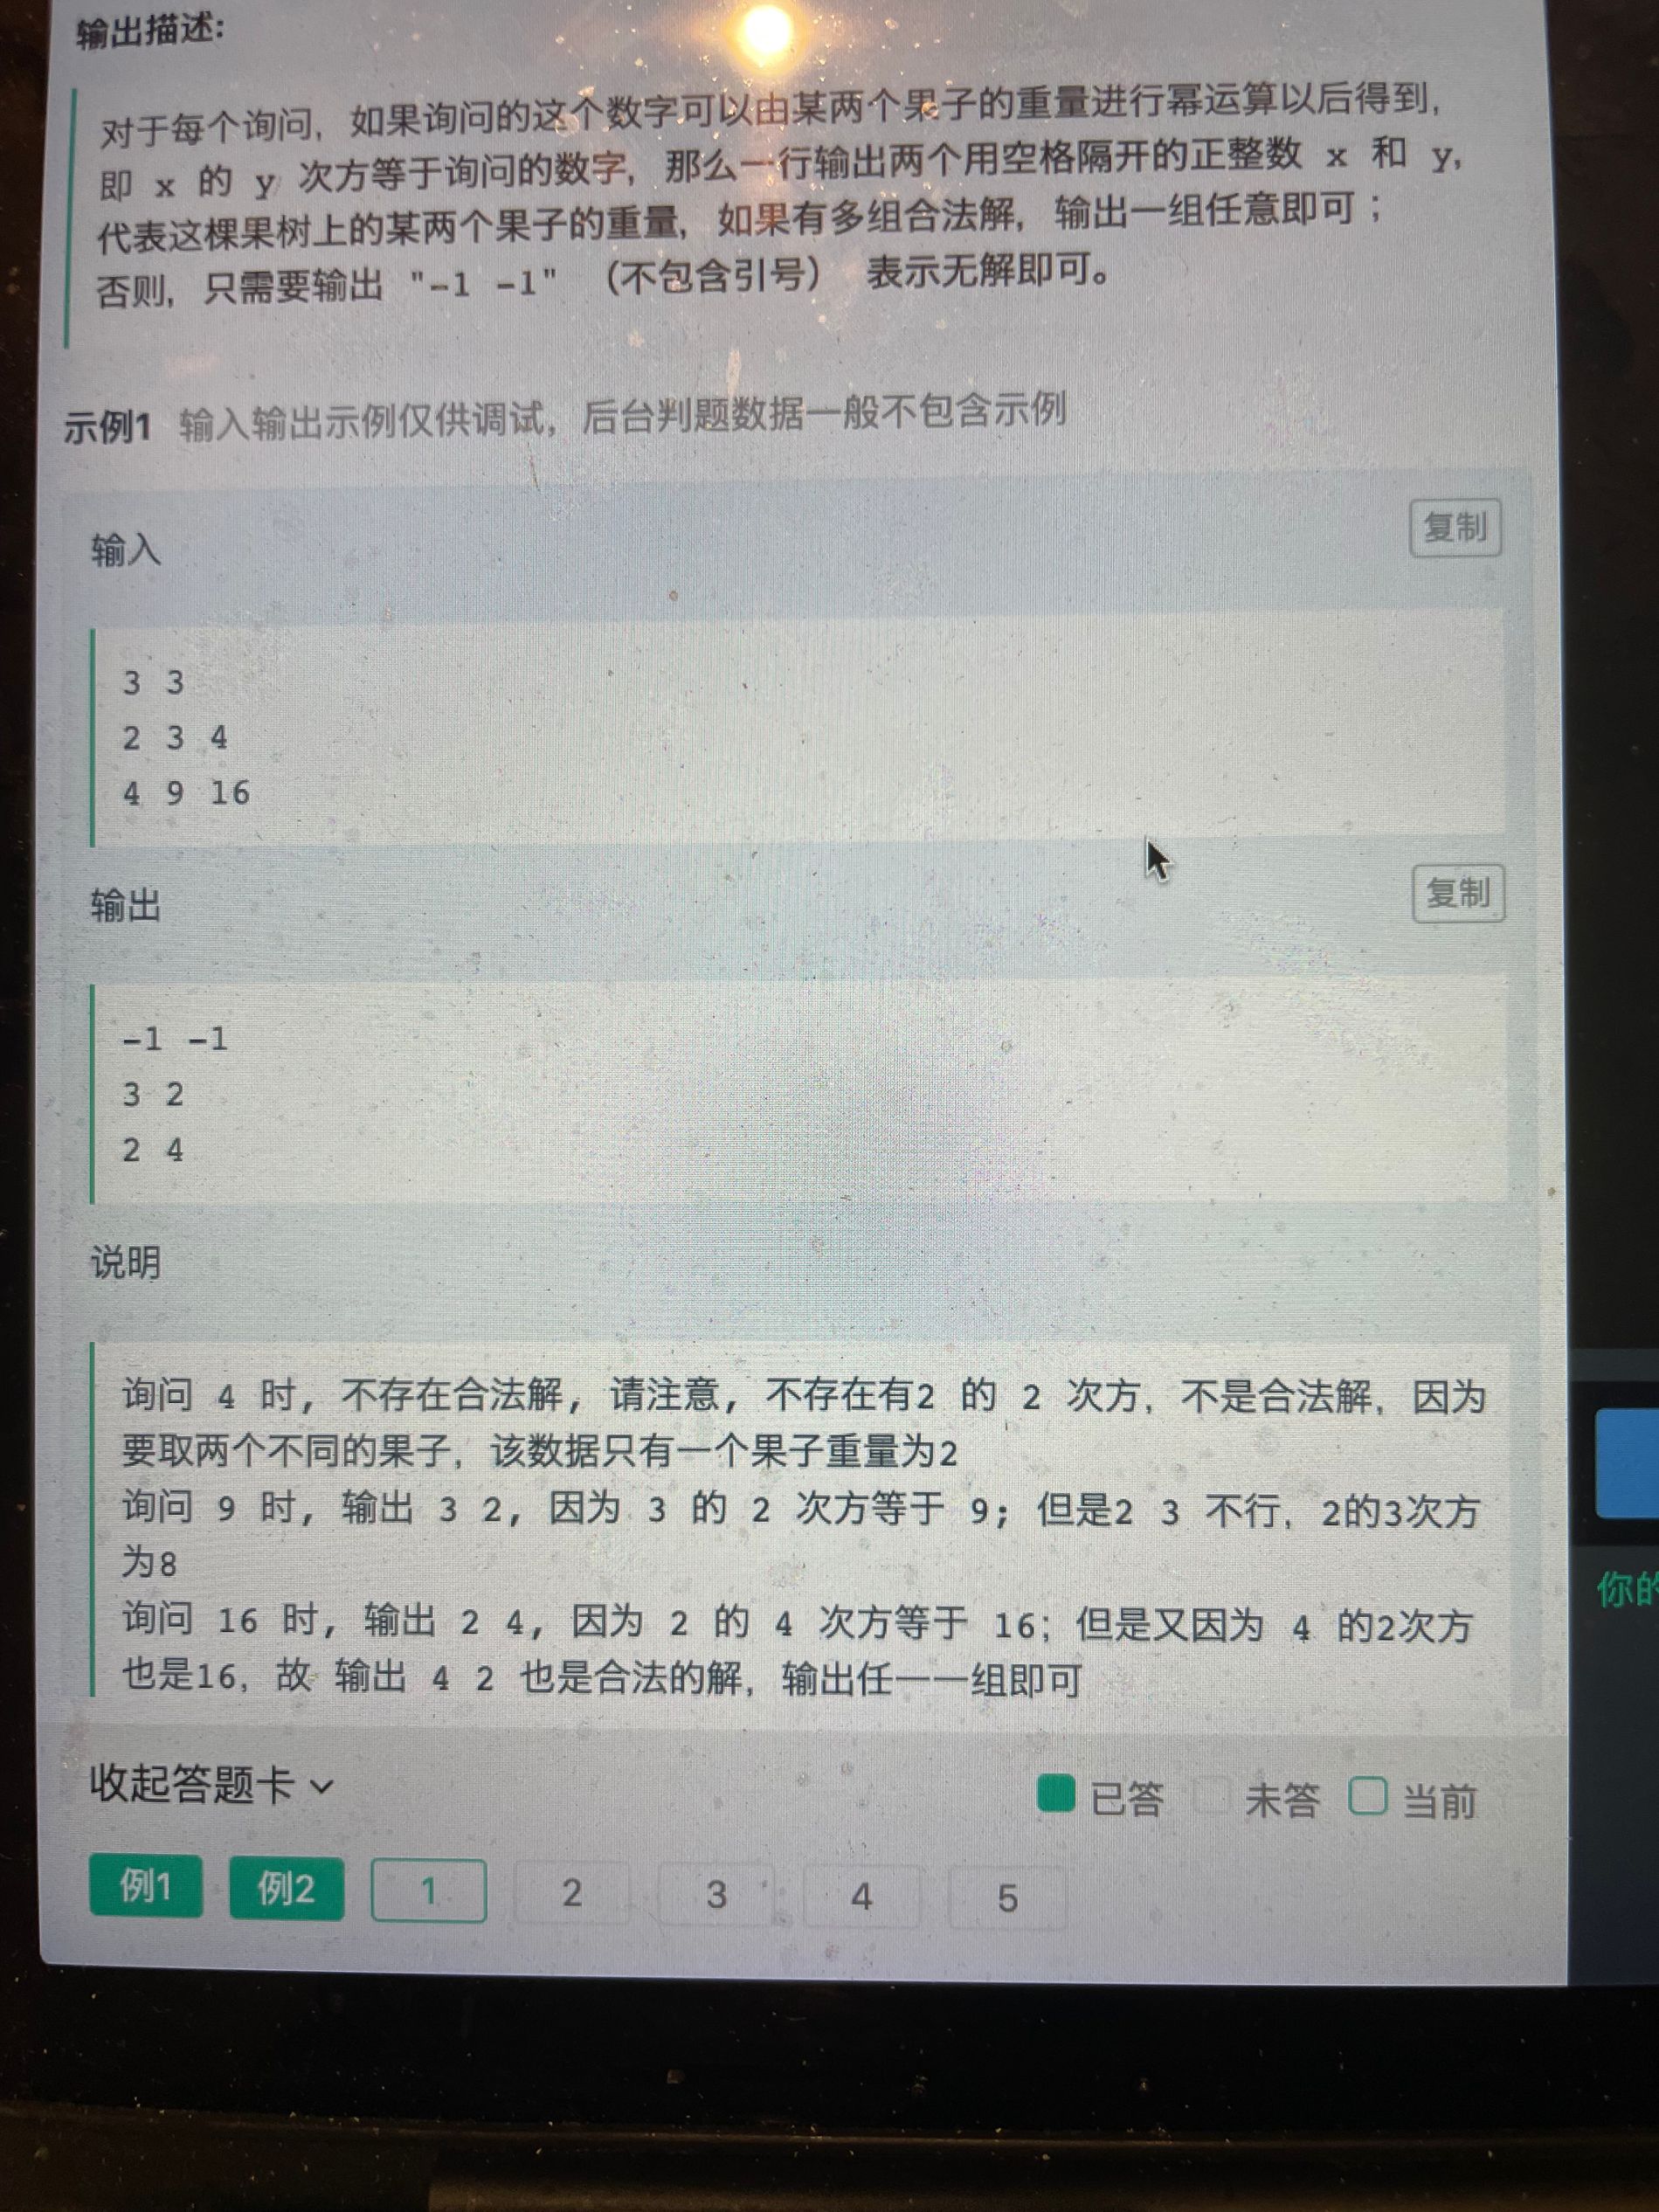 输出描述:
对于每个询问，如果询问的这个数字可以由某两个果子的重量进行幂运算以后得到，
即 x 的 y 次方等于询问的数字，那么一行输出两个用空格隔开的正整数 x 和 y，
代表这棵果树上的某两个果子的重量，如果有多组合法解，输出一组任意即可；
否则，只需要输出 "-1 -1" （不包含引号） 表示无解即可。
示例1 输入输出示例仅供调试，后台判题数据一般不包含示例
输入
复制
3 3
2 3 4
4 9 16
输出
复制
-1 -1
3 2
2 4
说明
询问 4 时，不存在合法解，请注意，不存在有2 的 2 次方，不是合法解，因为
要取两个不同的果子，该数据只有一个果子重量为2
询问 9 时，输出 3 2，因为 3 的 2 次方等于 9；但是2 3 不行，2的3次方
为8
询问 16 时，输出 2 4，因为 2 的 4 次方等于 16；但是又因为 4 的2次方
也是16，故 输出 4 2 也是合法的解，输出任一一组即可
收起答题卡
已答 未答 当前
例1 例2 1 2 3 4 5
你的